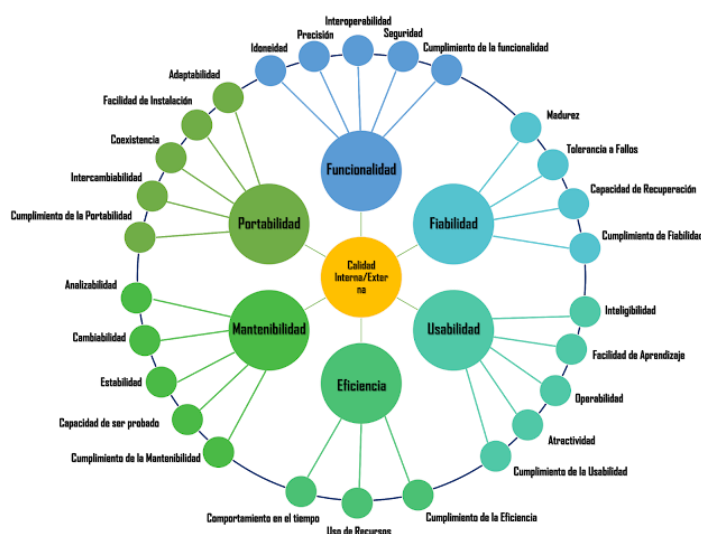 Interoperabilidad
Precisión
Seguridad
Idoneidad
Cumplimiento de la funcionalidad
Adaptabilidad
Facilidad de Instalación
Coexistencia
Intercambiabilidad
Cumplimiento de la Portabilidad
Funcionalidad
Portabilidad
Fiabilidad
Madurez
Tolerancia a Fallos
Capacidad de Recuperación
Cumplimiento de Fiabilidad
Calidad
Interna/Exter
na
Analizabilidad
Cambiabilidad
Estabilidad
Capacidad de ser probado
Cumplimiento de la Mantenibilidad
Mantenibilidad
Usabilidad
Inteligibilidad
Facilidad de Aprendizaje
Operabilidad
Atractividad
Cumplimiento de la Usabilidad
Eficiencia
Comportamiento en el tiempo
Uso de Recursos
Cumplimiento de la Eficiencia